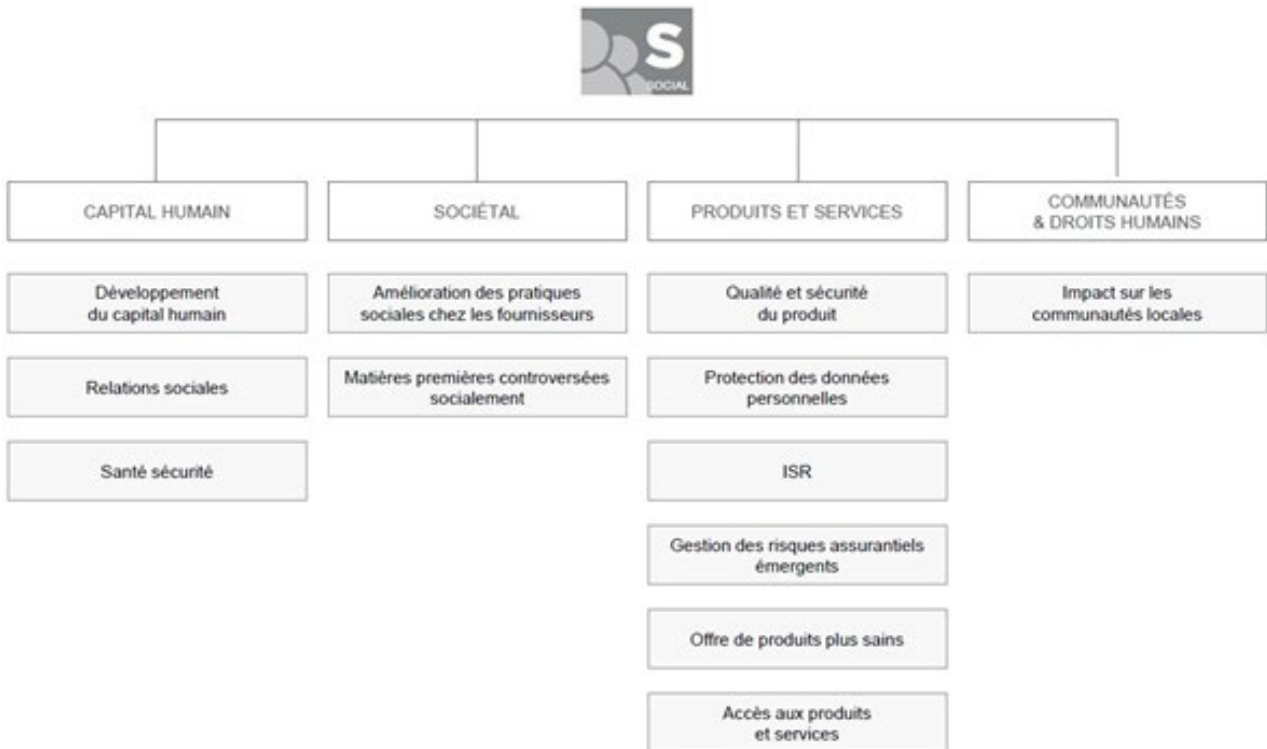 S
SOCIAL
CAPITAL HUMAIN
Développement
du capital humain
Relations sociales
Santé sécurité
SOCIÉTAL
Amélioration des pratiques
sociales chez les fournisseurs
Matières premières controversées
socialement
PRODUITS ET SERVICES
Qualité et sécurité
du produit
Protection des données
personnelles
ISR
Gestion des risques assurantiels
émergents
Offre de produits plus sains
Accès aux produits
et services
COMMUNAUTÉS
& DROITS HUMAINS
Impact sur les
communautés locales